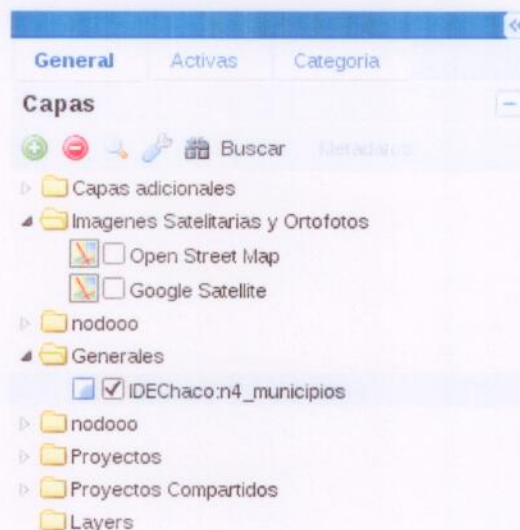 General Activas Categoria
Capas
Buscar Metadatos
Capas adicionales
Imagenes Satelitarias y Ortofotos
Open Street Map
Google Satellite
nodooo
Generales
IDEChaco:n4_municipios
nodooo
Proyectos
Proyectos Compartidos
Layers